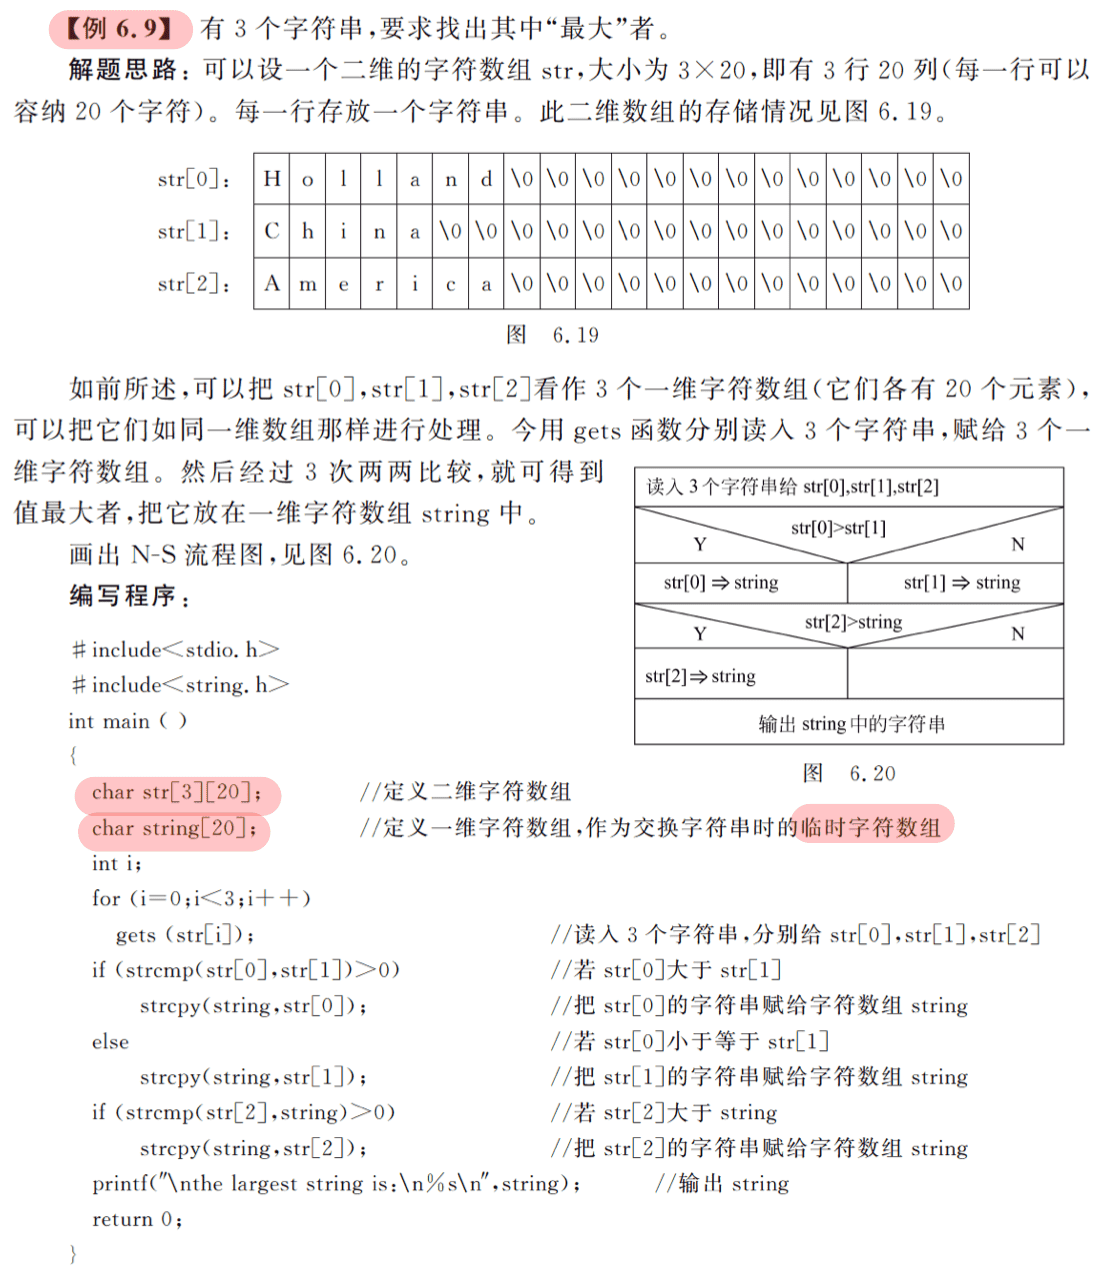 【例 6.9】 有 3 个字符串,要求找出其中“最大”者。
解题思路: 可以设一个二维的字符数组 str,大小为 3×20,即有 3 行 20 列(每一行可以
容纳 20 个字符)。每一行存放一个字符串。此二维数组的存储情况见图 6.19。
str[0]: H o l l a n d \0 \0 \0 \0 \0 \0 \0 \0 \0 \0 \0 \0 \0
str[1]: C h i n a \0 \0 \0 \0 \0 \0 \0 \0 \0 \0 \0 \0 \0 \0 \0
str[2]: A m e r i c a \0 \0 \0 \0 \0 \0 \0 \0 \0 \0 \0 \0 \0
图 6.19
如前所述,可以把 str[0],str[1],str[2]看作 3 个一维字符数组(它们各有 20 个元素),
可以把它们如同一维数组那样进行处理。今用 gets 函数分别读入 3 个字符串,赋给 3 个一
维字符数组。然后经过 3 次两两比较,就可得到
值最大者,把它放在一维字符数组 string 中。
画出 N-S 流程图,见图 6.20。
读入 3 个字符串给 str[0],str[1],str[2]
str[0]>str[1]
Y N
str[0] ⇒ string str[1] ⇒ string
str[2]>string
Y N
str[2]⇒ string
输出 string 中的字符串
图 6.20
编写程序:
#include<stdio.h>
#include<string.h>
int main ( )
{
char str[3][20]; //定义二维字符数组
char string[20]; //定义一维字符数组,作为交换字符串时的临时字符数组
int i;
for (i=0;i<3;i++)
gets (str[i]); //读入 3 个字符串,分别给 str[0],str[1],str[2]
if (strcmp(str[0],str[1])>0) //若 str[0]大于 str[1]
strcpy(string,str[0]); //把 str[0]的字符串赋给字符数组 string
else //若 str[0]小于等于 str[1]
strcpy(string,str[1]); //把 str[1]的字符串赋给字符数组 string
if (strcmp(str[2],string)>0) //若 str[2]大于 string
strcpy(string,str[2]); //把 str[2]的字符串赋给字符数组 string
printf("\nthe largest string is:\n%s\n",string); //输出 string
return 0;
}